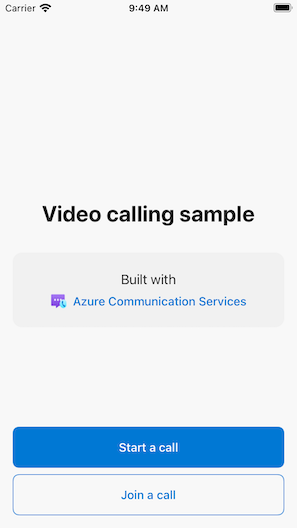 Carrier 9:49 AM
Video calling sample
Built with
Azure Communication Services
Start a call
Join a call